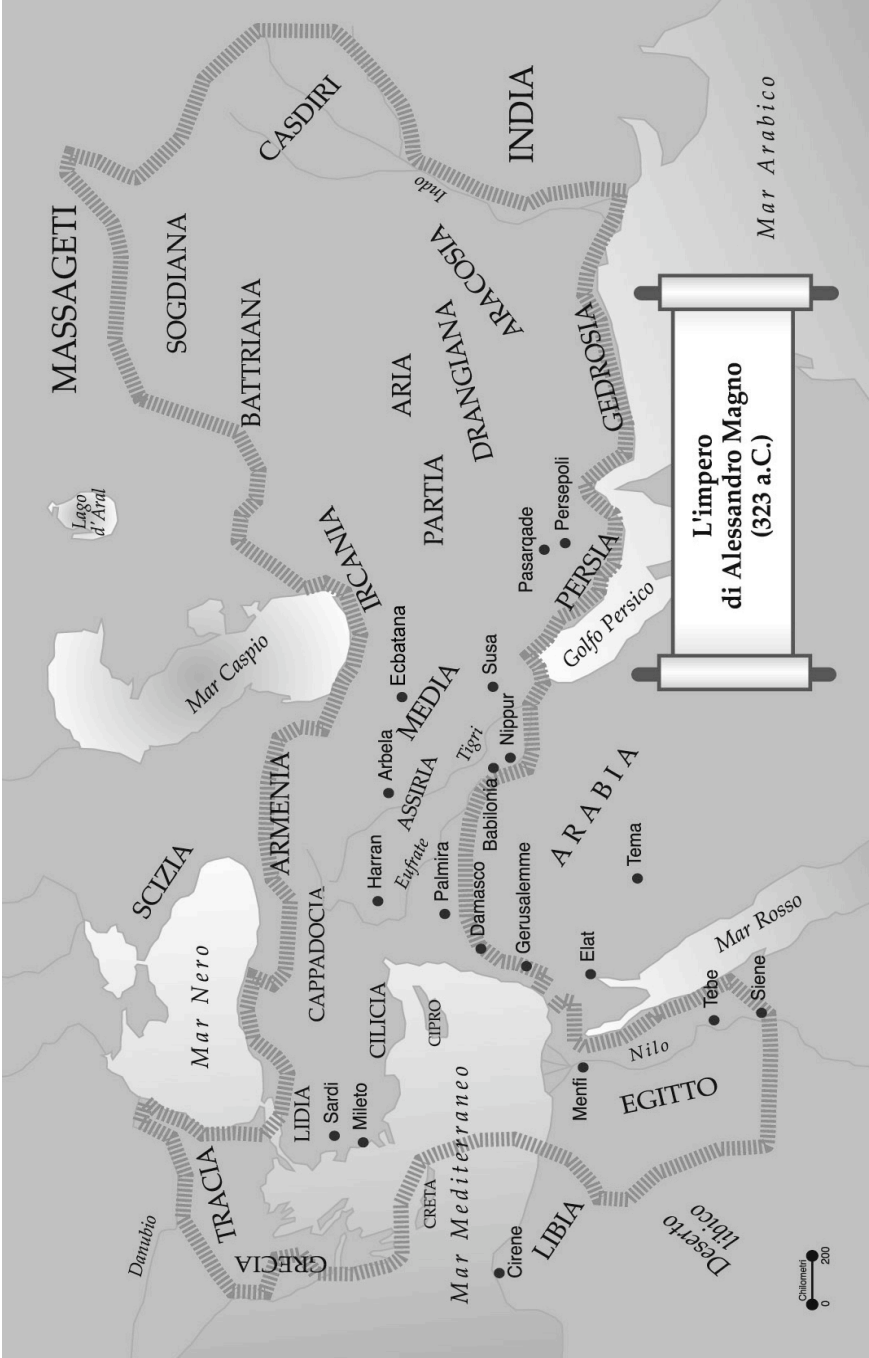 MASSAGETI
Lago
d'Aral
SOGDIANA
CASDIRI
BATTRIANA
Mar Caspio
IRCANIA
SCIZIA
Mar Nero
ARMENIA
Danubio
TRACIA
GRECIA
LIDIA
Sardi
Mileto
CAPPADOCIA
CILICIA
CIPRO
CRETA
Mar Mediterraneo
Harran
Arbela
ASSIRIA
Eufrate
Palmira
Ecbatana
MEDIA
PARTIA
ARIA
DRANGIANA
ARACOSIA
Indo
INDIA
Tigri
Susa
Nippur
Babilonia
Damasco
Gerusalemme
Pasarqade
Persepoli
PERSIA
GEDROSIA
Golfo Persico
Mar Arabico
ARABIA
Tema
Elat
Mar Rosso
Cirene
LIBIA
Menfi
EGITTO
Nilo
Tebe
Siene
Deserto
libico
L'impero
di Alessandro Magno
(323 a.C.)
Chilometri
0 200